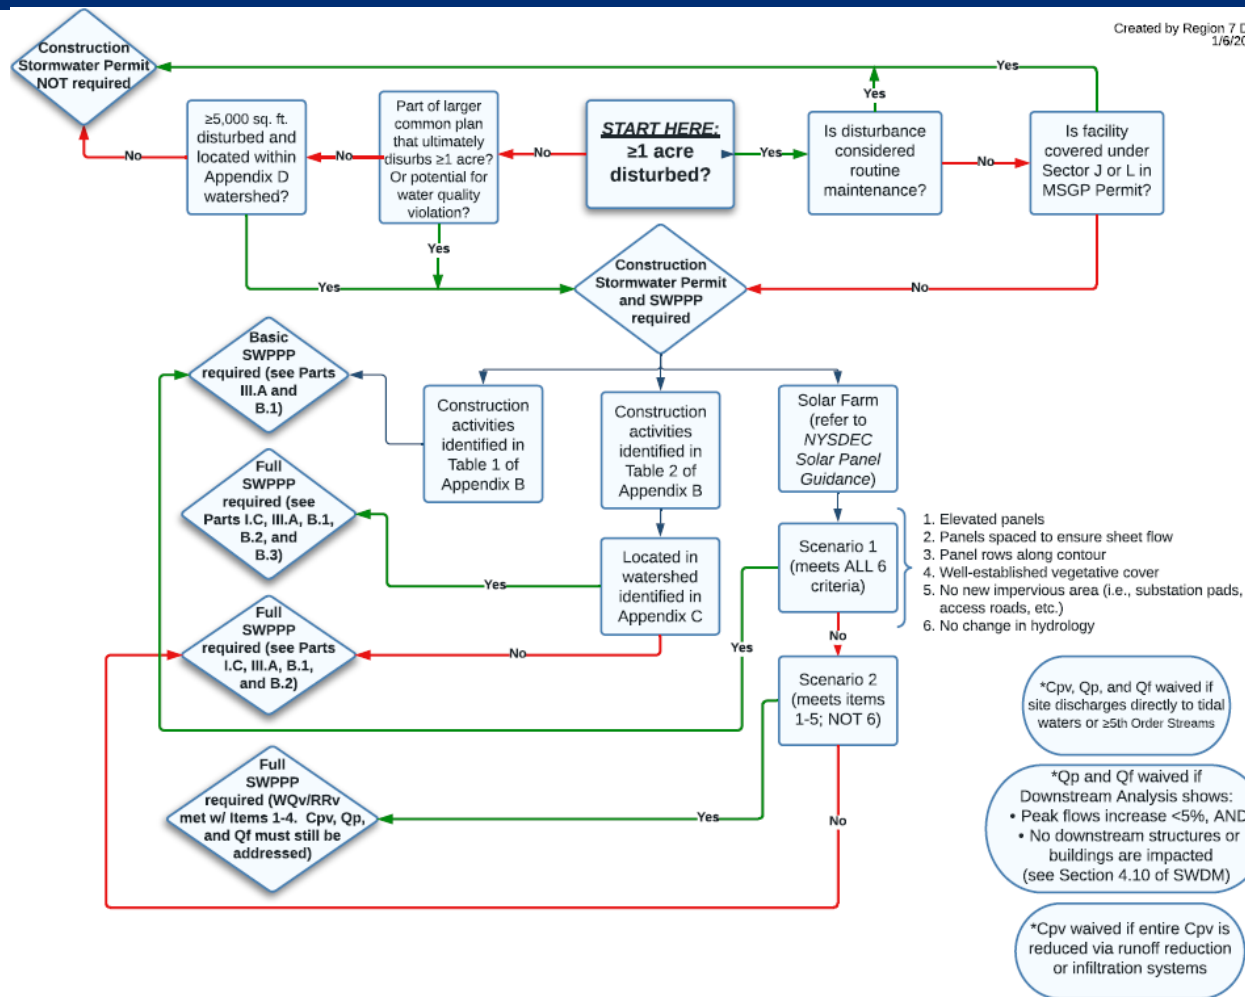 Created by Region 7 D
1/6/20
Construction
Stormwater Permit
NOT required
Yes
Yes
≥5,000 sq. ft.
disturbed and
located within
Appendix D
watershed?
Part of larger
common plan
that ultimately
disturbs ≥1 acre?
Or potential for
water quality
violation?
START HERE:
≥1 acre
disturbed?
Is disturbance
considered
routine
maintenance?
Is facility
covered under
Sector J or L in
MSGP Permit?
No
No
No
Yes
No
Yes
Yes
No
Construction
Stormwater Permit
and SWPPP
required
Basic
SWPPP
required (see Parts
III.A and
B.1)
Construction
activities
identified in
Table 1 of
Appendix B
Construction
activities
identified in
Table 2 of
Appendix B
Solar Farm
(refer to
NYSDEC
Solar Panel
Guidance)
Full
SWPPP
required (see
Parts I.C, III.A, B.1,
B.2, and
B.3)
Yes
Located in
watershed
identified in
Appendix C
Scenario 1
(meets ALL 6
criteria)
1. Elevated panels
2. Panels spaced to ensure sheet flow
3. Panel rows along contour
4. Well-established vegetative cover
5. No new impervious area (i.e., substation pads,
access roads, etc.)
6. No change in hydrology
Full
SWPPP
required (see Parts
I.C, III.A, B.1,
and B.2)
No
Yes
No
Scenario 2
(meets items
1-5; NOT 6)
*Cpv, Qp, and Qf waived if
site discharges directly to tidal
waters or ≥5th Order Streams
Full
SWPPP
required (WQv/RRv
met w/ Items 1-4. Cpv, Qp,
and Qf must still be
addressed)
Yes
No
*Qp and Qf waived if
Downstream Analysis shows:
• Peak flows increase <5%, AND
• No downstream structures or
buildings are impacted
(see Section 4.10 of SWDM)
*Cpv waived if entire Cpv is
reduced via runoff reduction
or infiltration systems